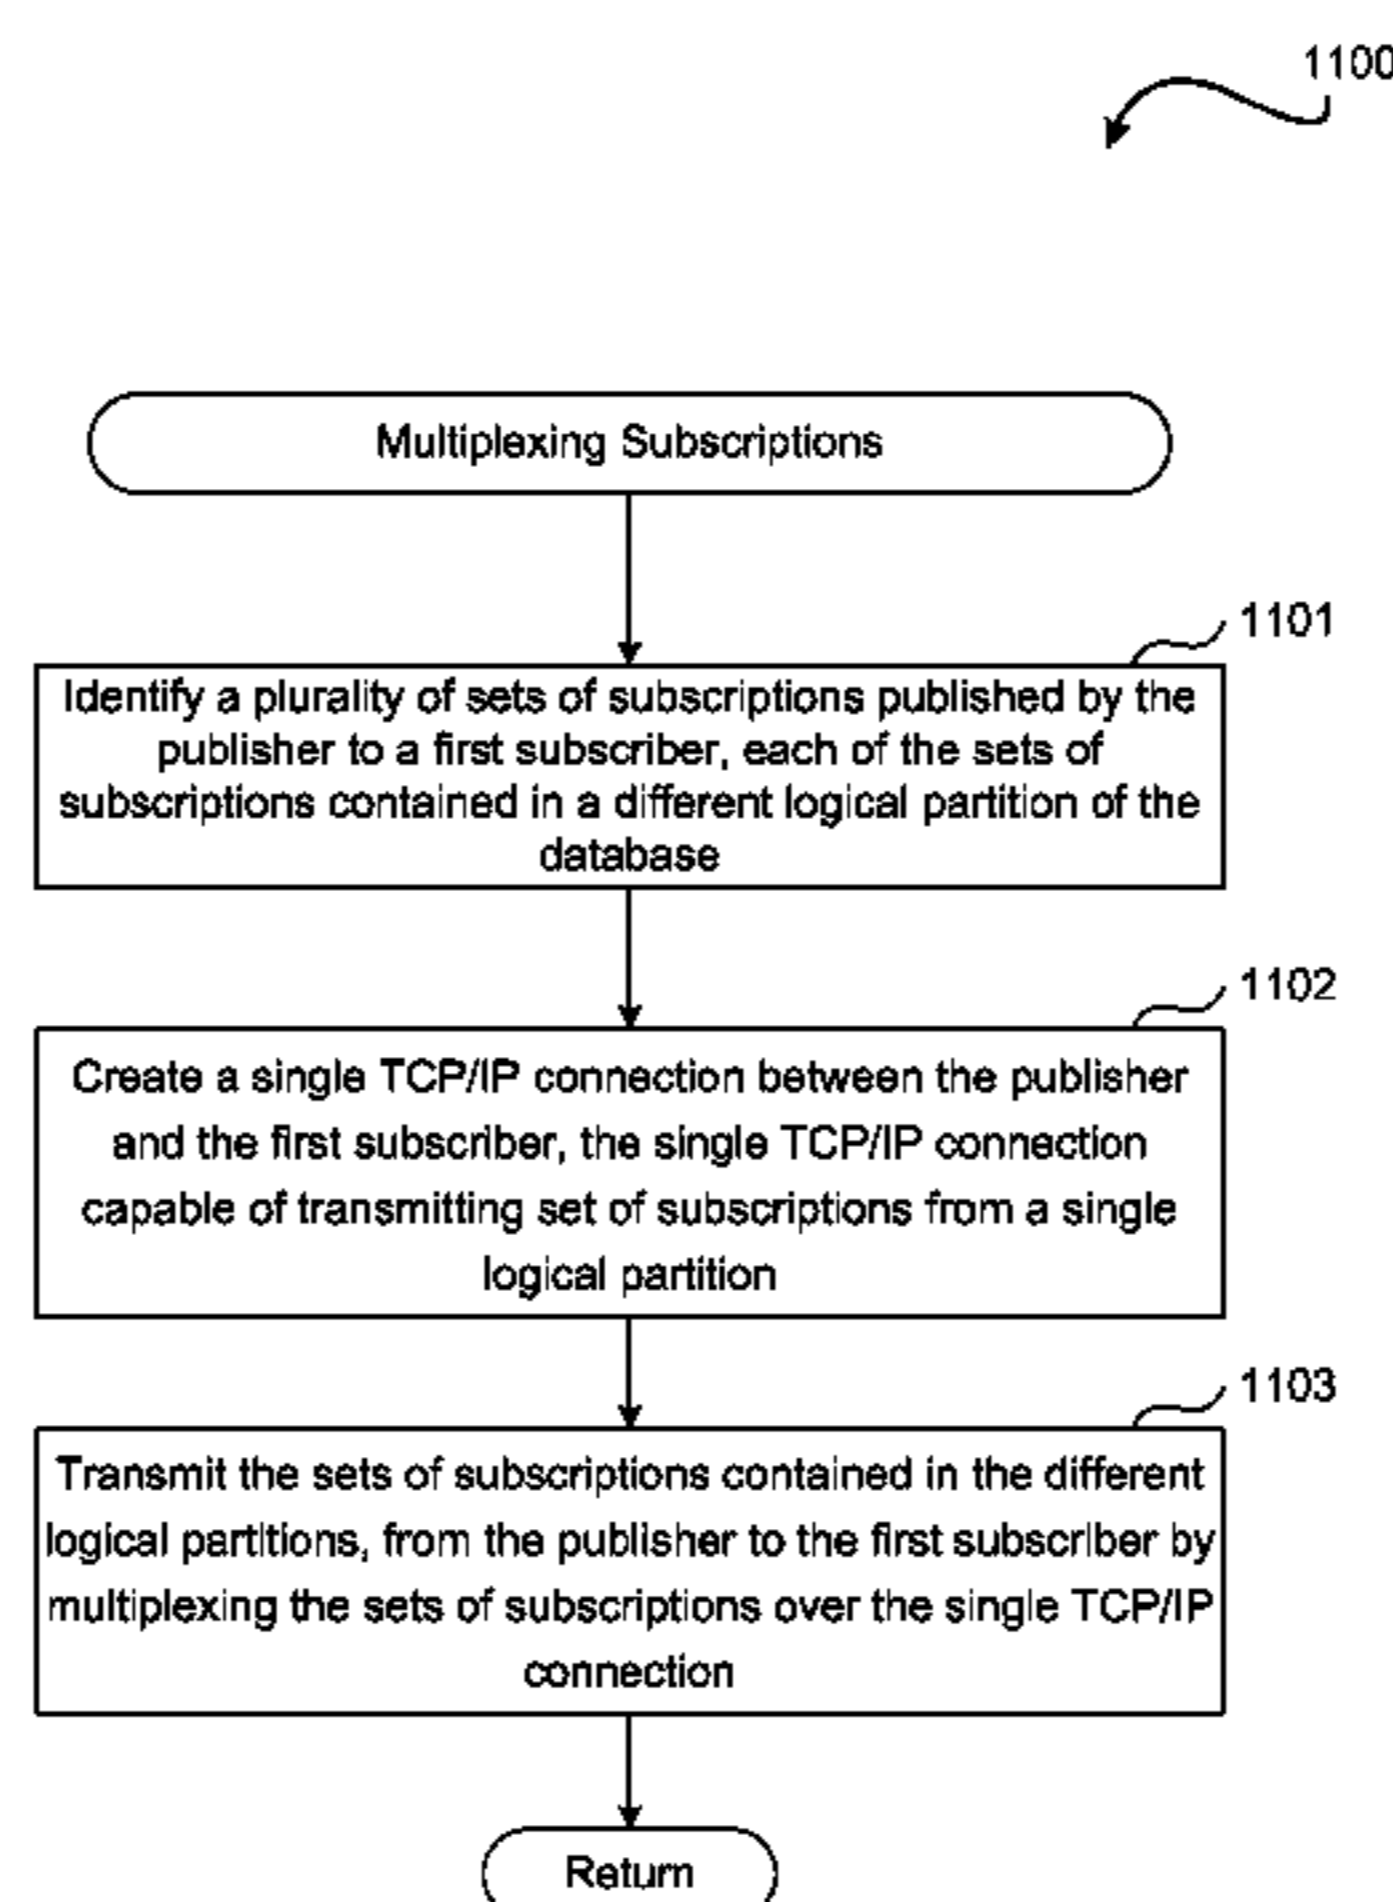 1100
Multiplexing Subscriptions
1101
Identify a plurality of sets of subscriptions published by the
publisher to a first subscriber, each of the sets of
subscriptions contained in a different logical partition of the
database
1102
Create a single TCP/IP connection between the publisher
and the first subscriber, the single TCP/IP connection
capable of transmitting set of subscriptions from a single
logical partition
1103
Transmit the sets of subscriptions contained in the different
logical partitions, from the publisher to the first subscriber by
multiplexing the sets of subscriptions over the single TCP/IP
connection
Return